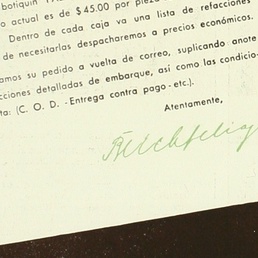 botiquín
o actual es de $45.00 por pieza
Dentro de cada caja va una lista de refacciones
de necesitarlas despacharemos a precios económicos.
amos su pedido a vuelta de correo, suplicando anote
cciones detalladas de embarque, así como las condicio-
ta: (C. O. D. - Entrega contra pago - etc.).
Atentamente,